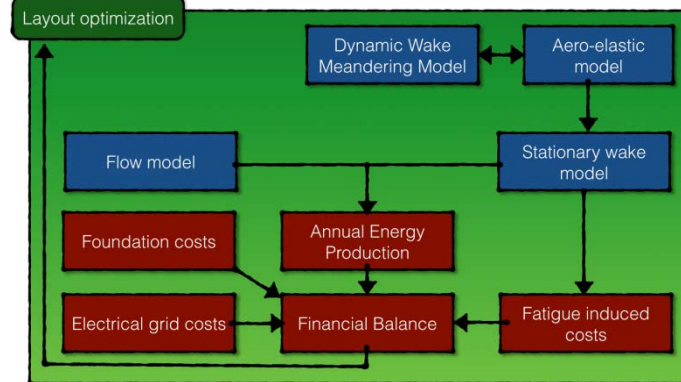 Layout optimization
Dynamic Wake
Meandering Model
Aero-elastic
model
Flow model
Stationary wake
model
Foundation costs
Annual Energy
Production
Electrical grid costs
Financial Balance
Fatigue induced
costs